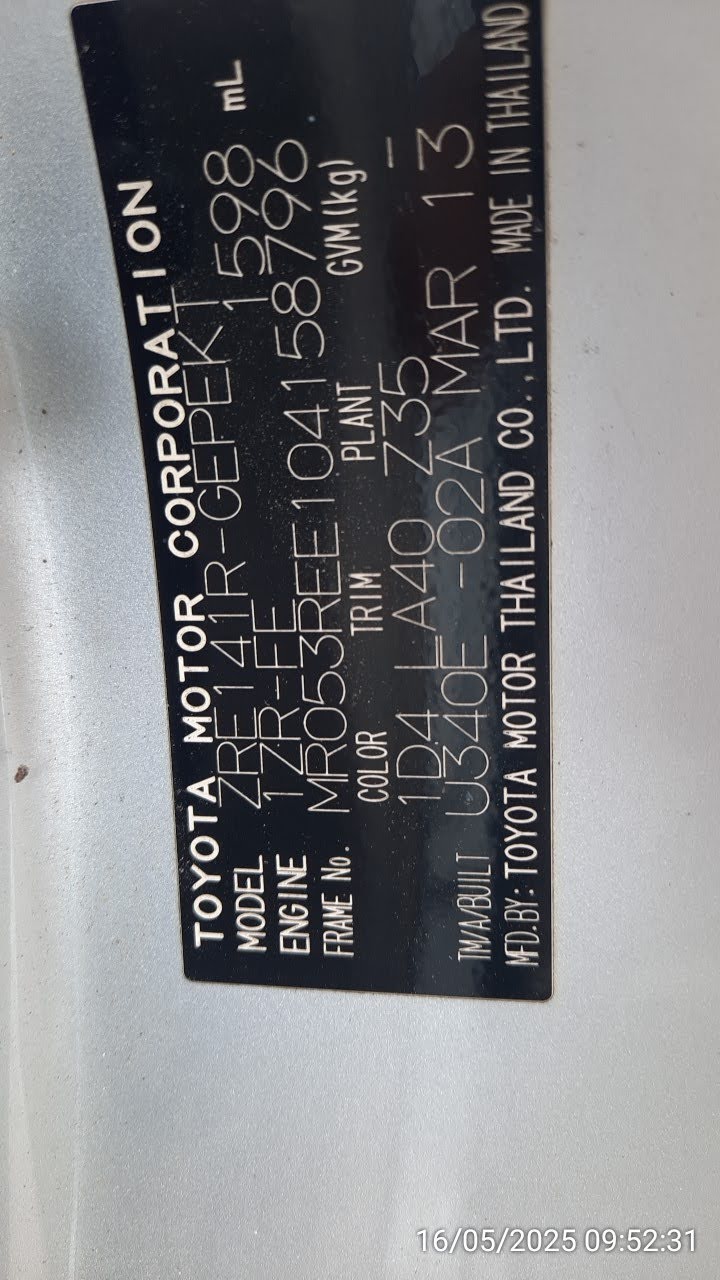 TOYOTA MOTOR CORPORATION
MODEL ZRE141R-GEPEKT
ENGINE 1ZR-FE 1598 mL
FRAME No. MR053REE104158796
COLOR TRIM PLANT GVM(kg)
1D4 LA40 Z35 -
TM/A/BUILT U340E -02A MAR 13
MFD.BY: TOYOTA MOTOR THAILAND CO.,LTD. MADE IN THAILAND
16/05/2025 09:52:31